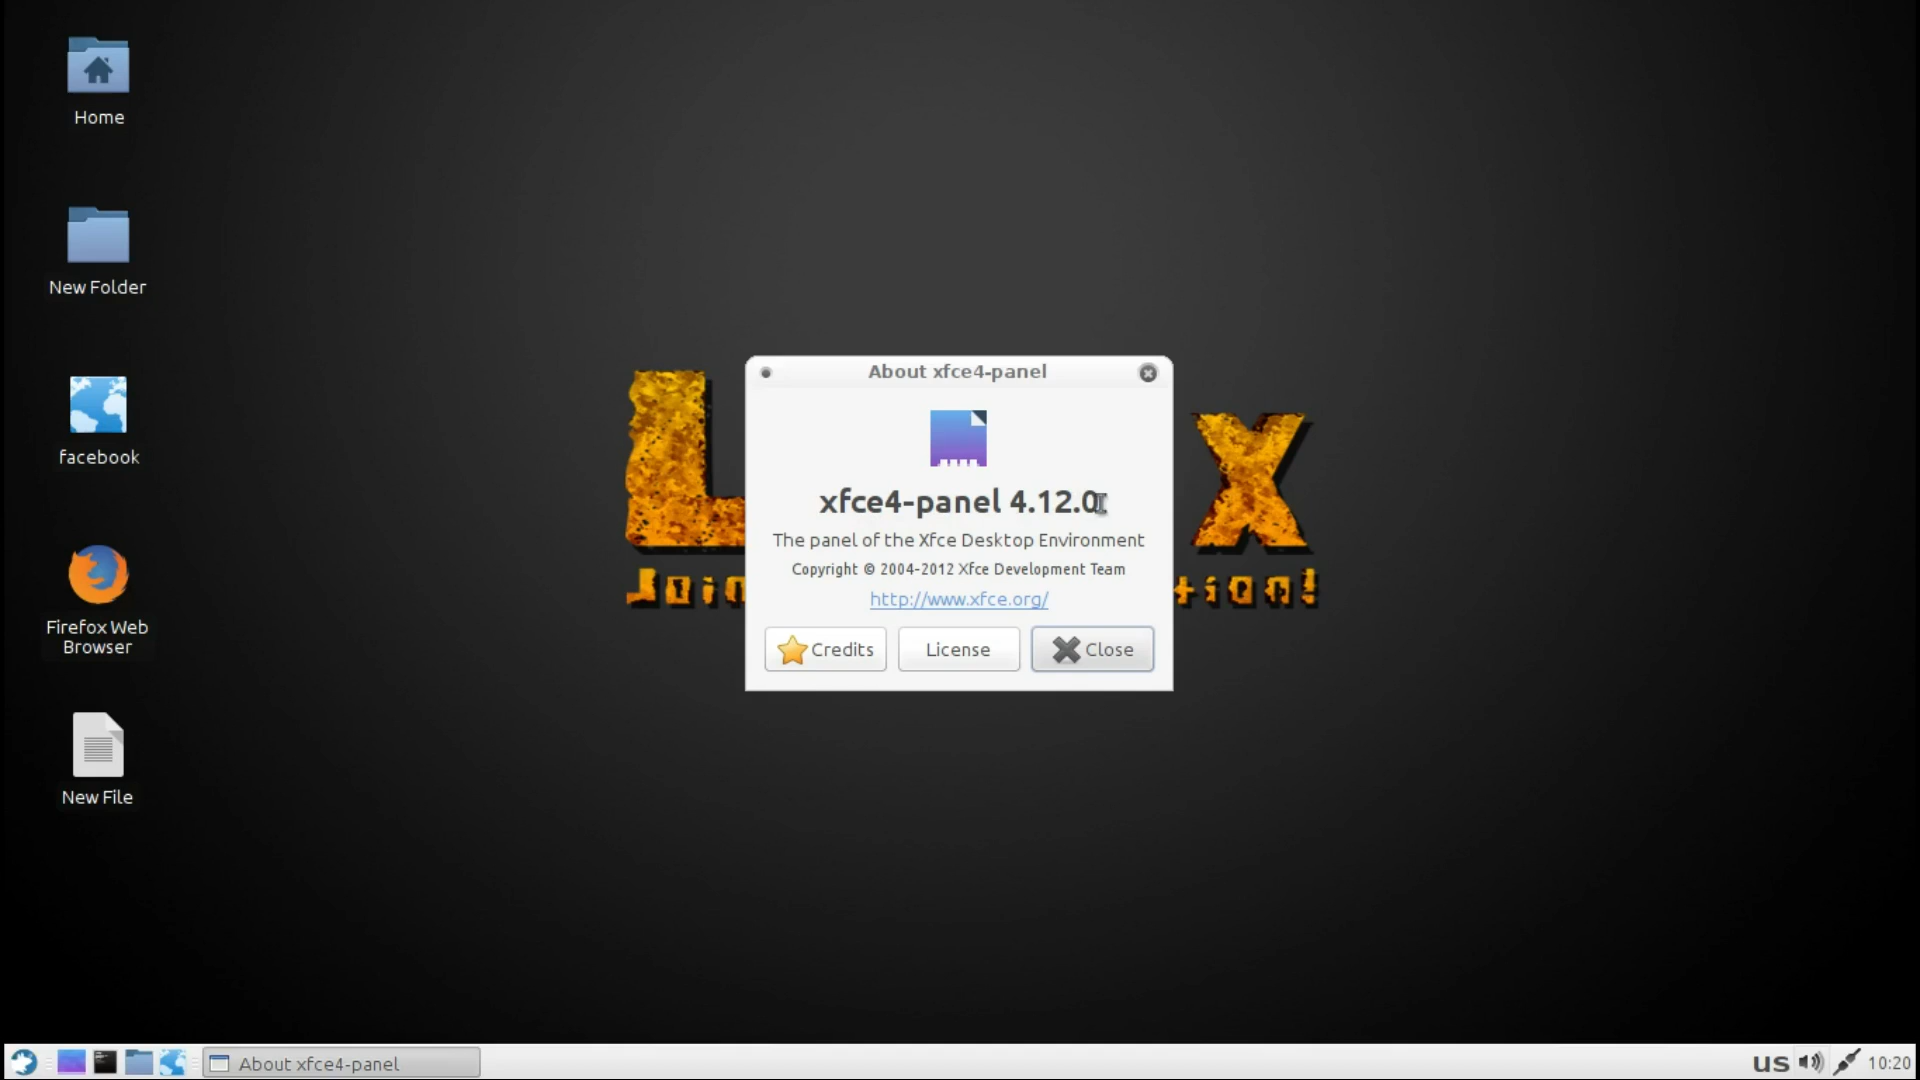 Home
New Folder
facebook
Firefox Web
Browser
New File
About xfce4-panel
xfce4-panel 4.12.0
The panel of the Xfce Desktop Environment
Copyright © 2004-2012 Xfce Development Team
http://www.xfce.org/
Credits
License
Close
L
X
Join
tion!
About xfce4-panel
us
10:20